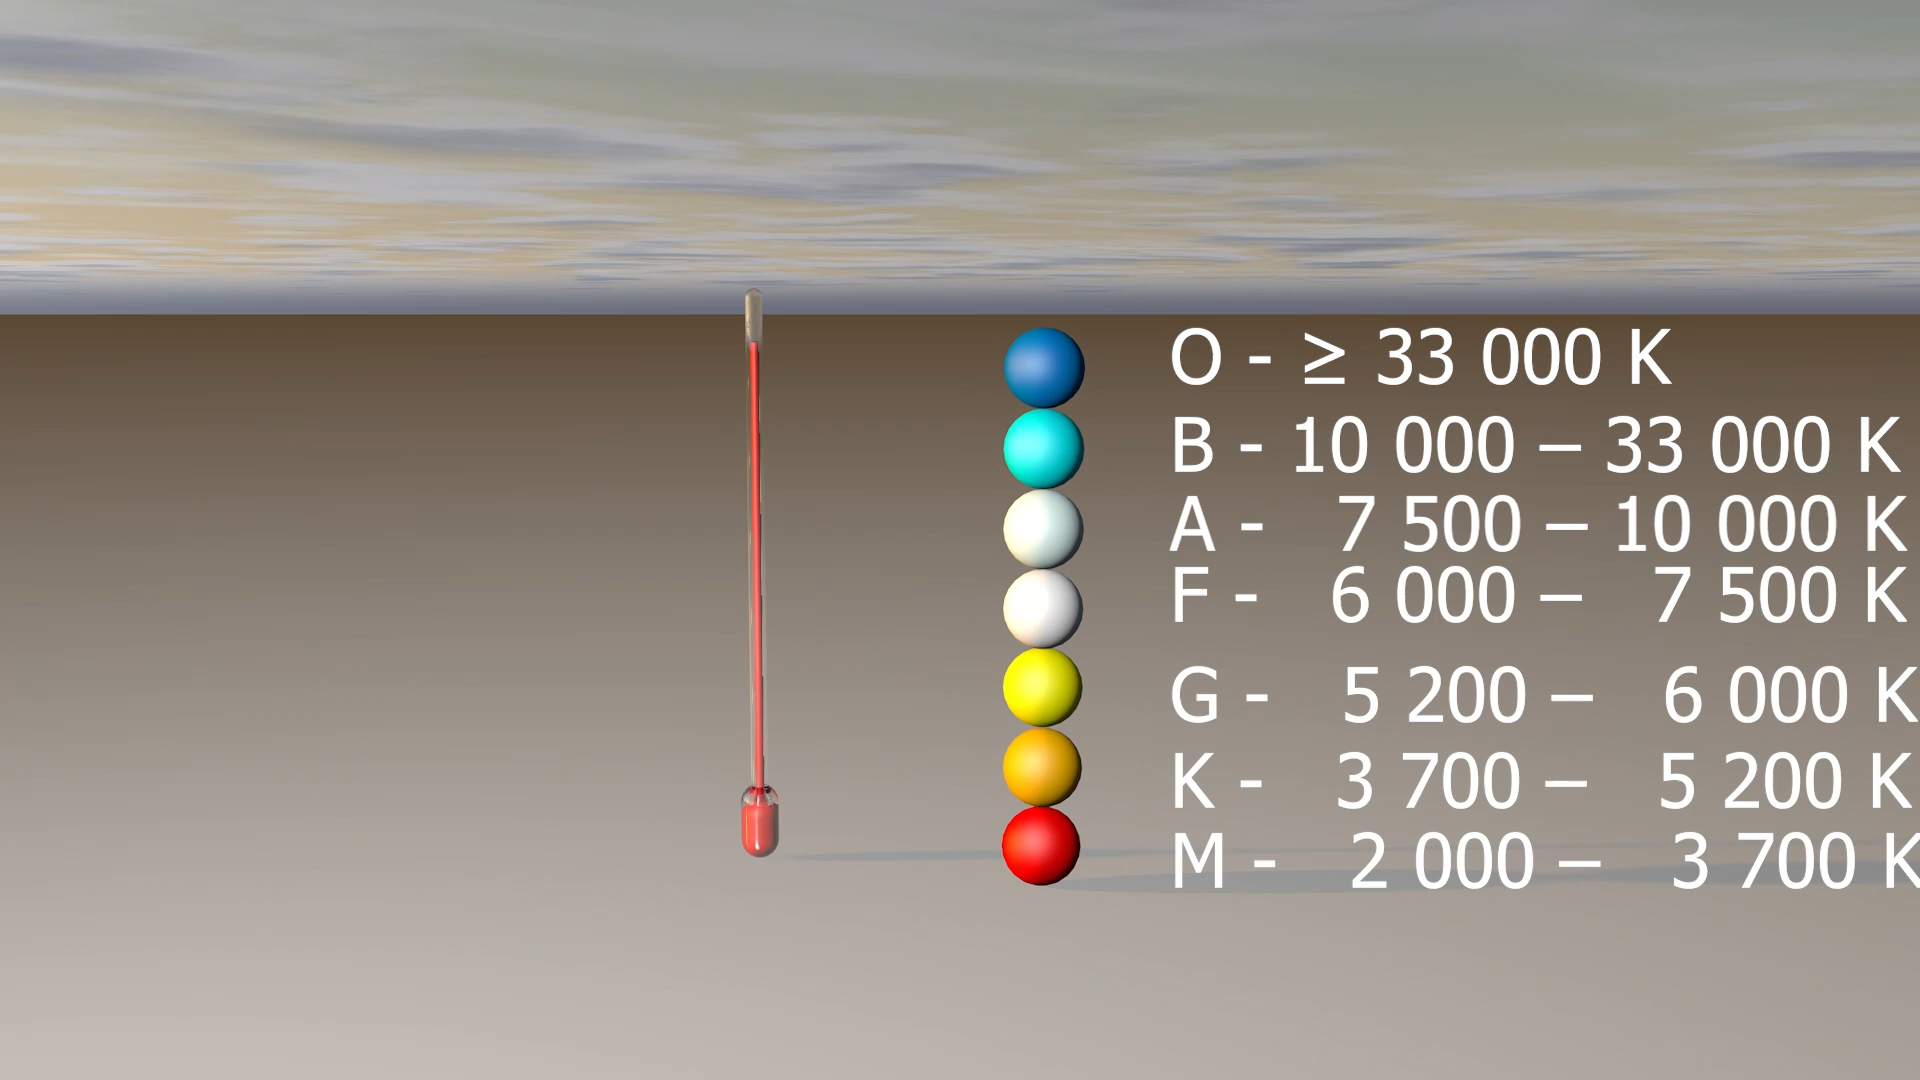 O - ≥ 33 000 K
B - 10 000 – 33 000 K
A - 7 500 – 10 000 K
F - 6 000 – 7 500 K
G - 5 200 – 6 000 K
K - 3 700 – 5 200 K
M - 2 000 – 3 700 K